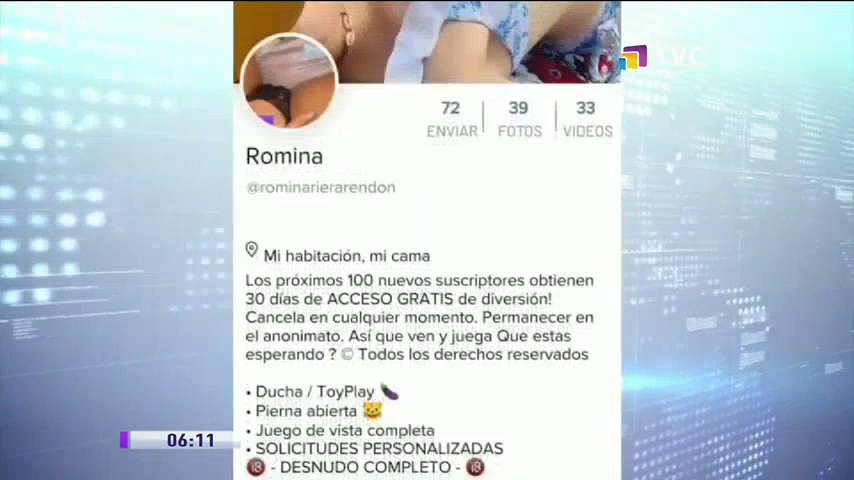 VC
72 39 33
ENVIAR FOTOS VIDEOS
Romina
@rominarierarendon
Mi habitación, mi cama
Los próximos 100 nuevos suscriptores obtienen
30 días de ACCESO GRATIS de diversión!
Cancela en cualquier momento. Permanecer en
el anonimato. Así que ven y juega Que estas
esperando ? © Todos los derechos reservados
• Ducha / ToyPlay 🍆
• Pierna abierta 😺
• Juego de vista completa
• SOLICITUDES PERSONALIZADAS
🔞 - DESNUDO COMPLETO - 🔞
06:11